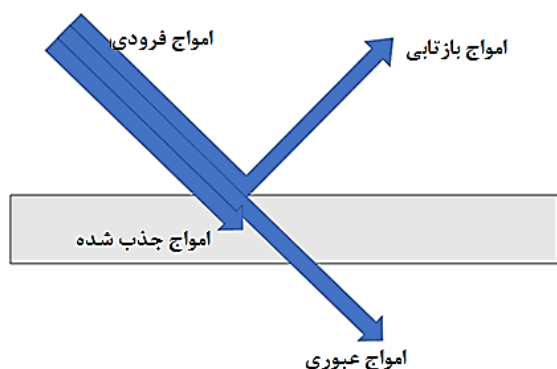 امواج فرودی
امواج بازتابی
امواج جذب شده
امواج عبوری